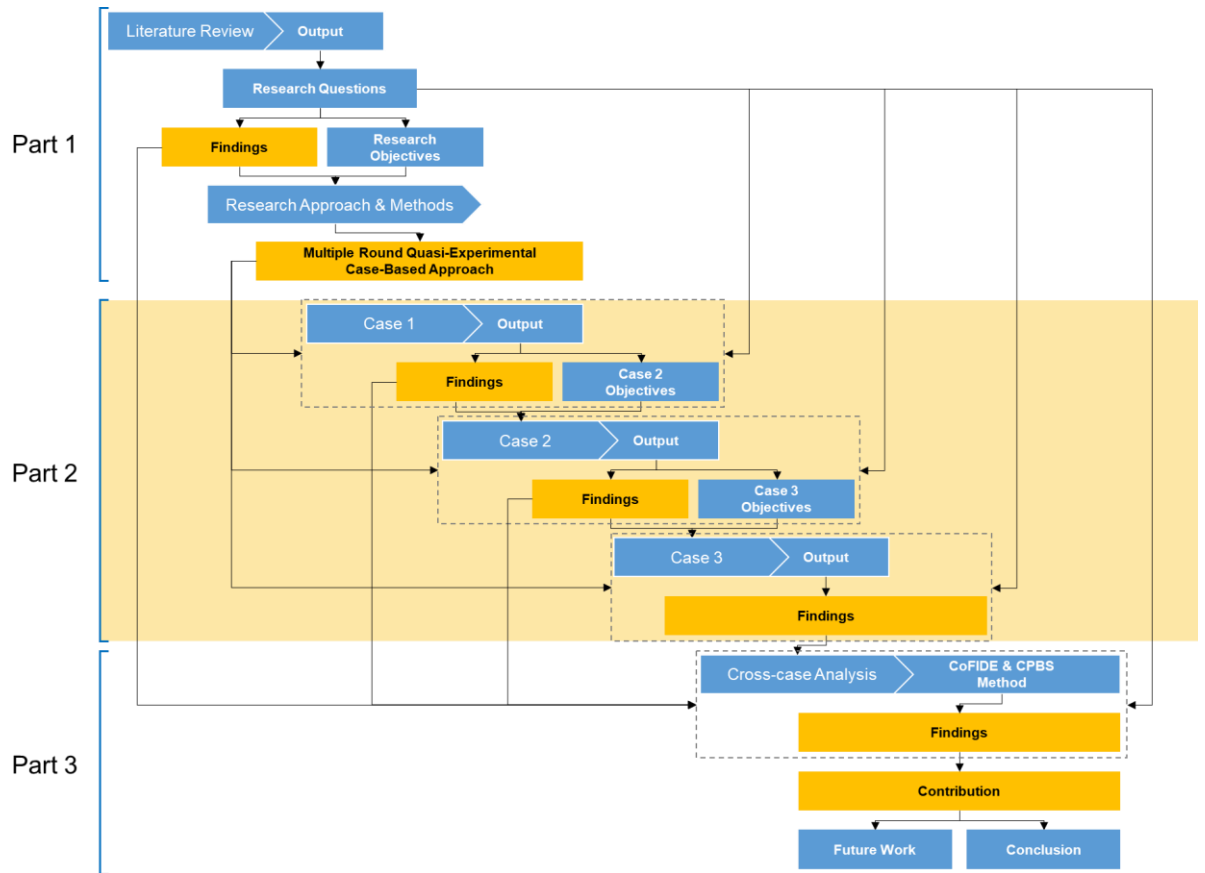 Literature Review
Output
Research Questions
Part 1
Findings
Research
Objectives
Research Approach & Methods
Multiple Round Quasi-Experimental
Case-Based Approach
Case 1
Output
Findings
Case 2
Objectives
Part 2
Case 2
Output
Findings
Case 3
Objectives
Case 3
Output
Findings
Part 3
Cross-case Analysis
CoFIDE & CPBS
Method
Findings
Contribution
Future Work
Conclusion